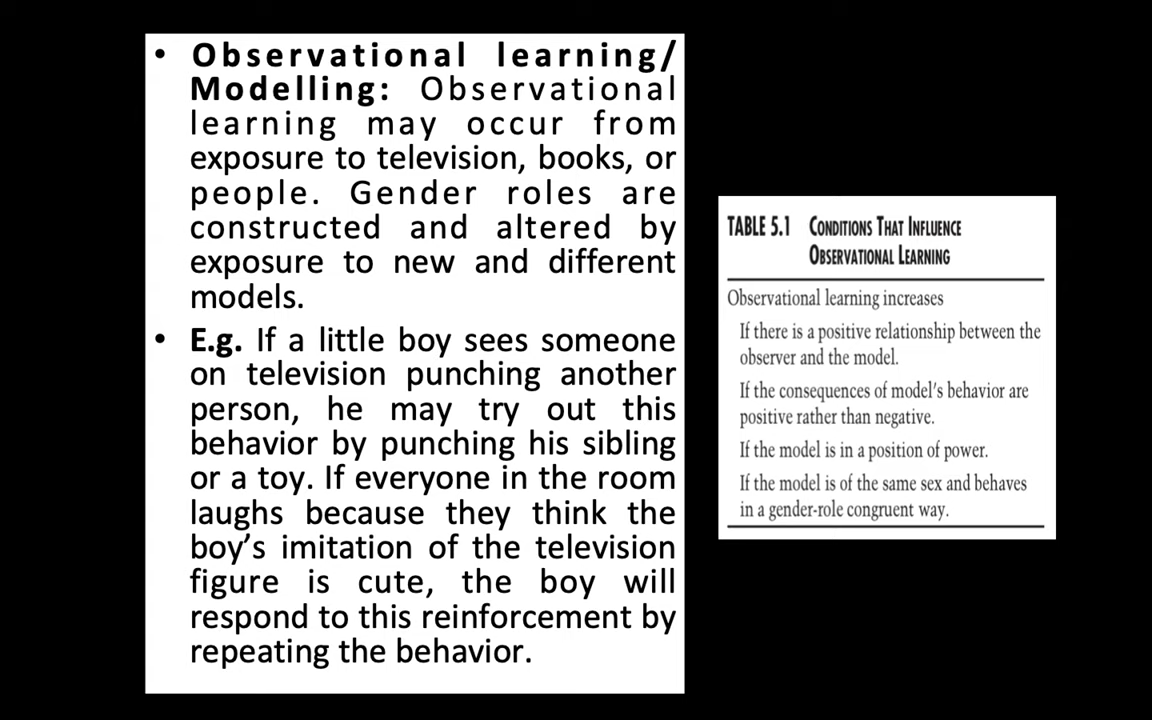 • Observational learning/
Modelling: Observational
learning may occur from
exposure to television, books, or
people. Gender roles are
constructed and altered by
exposure to new and different
models.
• E.g. If a little boy sees someone
on television punching another
person, he may try out this
behavior by punching his sibling
or a toy. If everyone in the room
laughs because they think the
boy’s imitation of the television
figure is cute, the boy will
respond to this reinforcement by
repeating the behavior.
TABLE 5.1 CONDITIONS THAT INFLUENCE
OBSERVATIONAL LEARNING
Observational learning increases
If there is a positive relationship between the
observer and the model.
If the consequences of model's behavior are
positive rather than negative.
If the model is in a position of power.
If the model is of the same sex and behaves
in a gender-role congruent way.